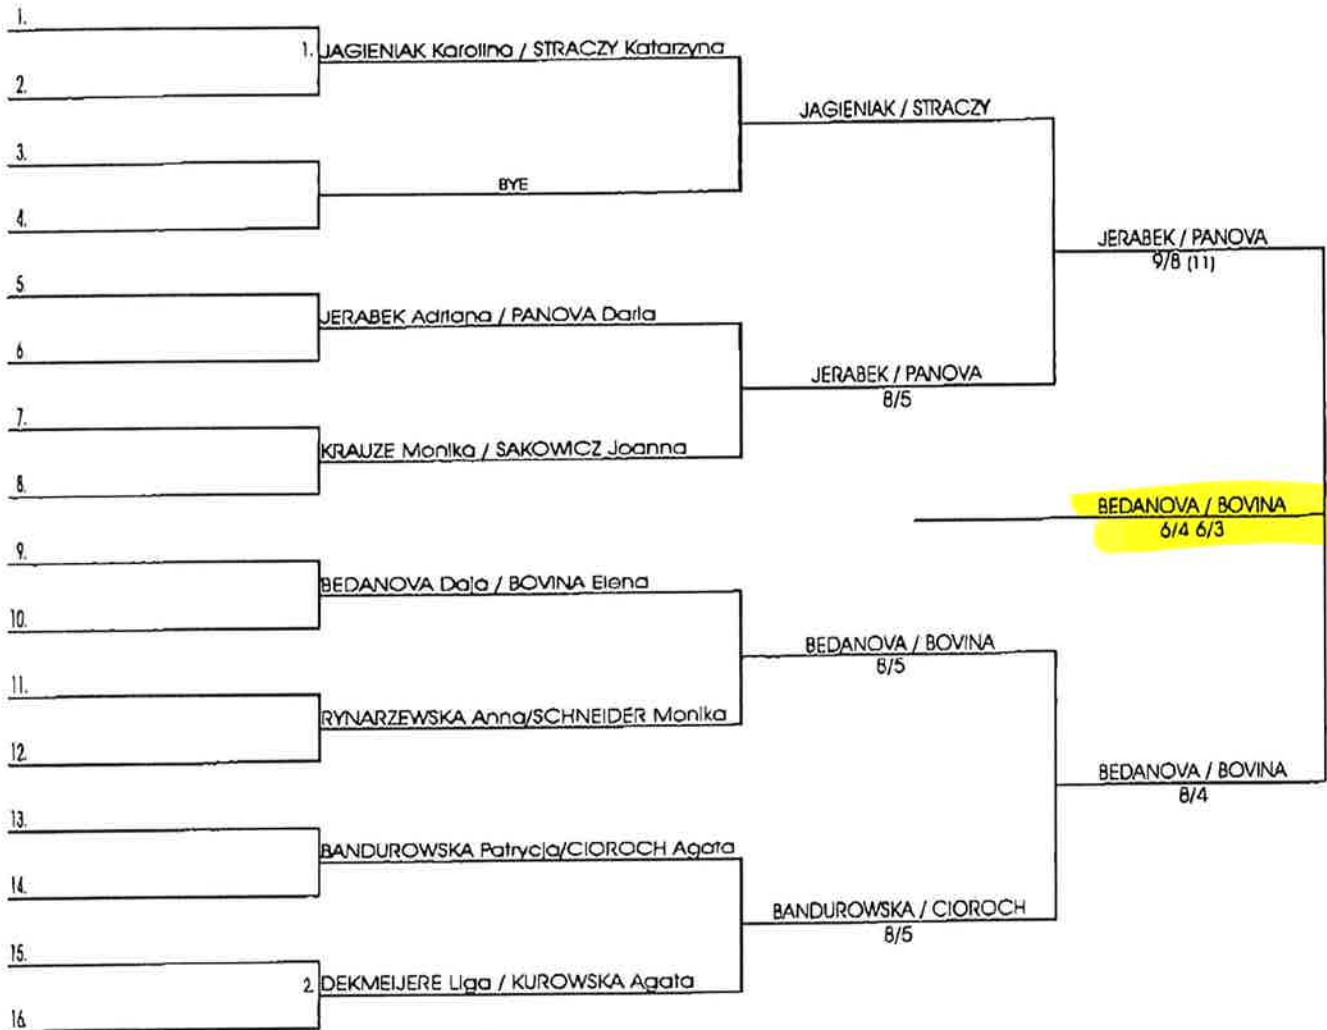 1.
1. JAGIENIAK Karolina / STRACZY Katarzyna
2.
JAGIENIAK / STRACZY
3.
BYE
4.
JERABEK / PANOVA
9/8 (11)
5.
JERABEK Adriana / PANOVA Daria
6
JERABEK / PANOVA
8/5
7.
KRAUZE Monika / SAKOWICZ Joanna
8.
BEDANOVA / BOVINA
6/4 6/3
9.
BEDANOVA Daja / BOVINA Elena
10.
BEDANOVA / BOVINA
8/5
11.
RYNARZEWSKA Anna/SCHNEIDER Monika
12.
BEDANOVA / BOVINA
8/4
13.
BANDUROWSKA Patrycja/CIOROCH Agata
14.
BANDUROWSKA / CIOROCH
8/5
15.
2. DEKMEIJERE Liga / KUROWSKA Agata
16.